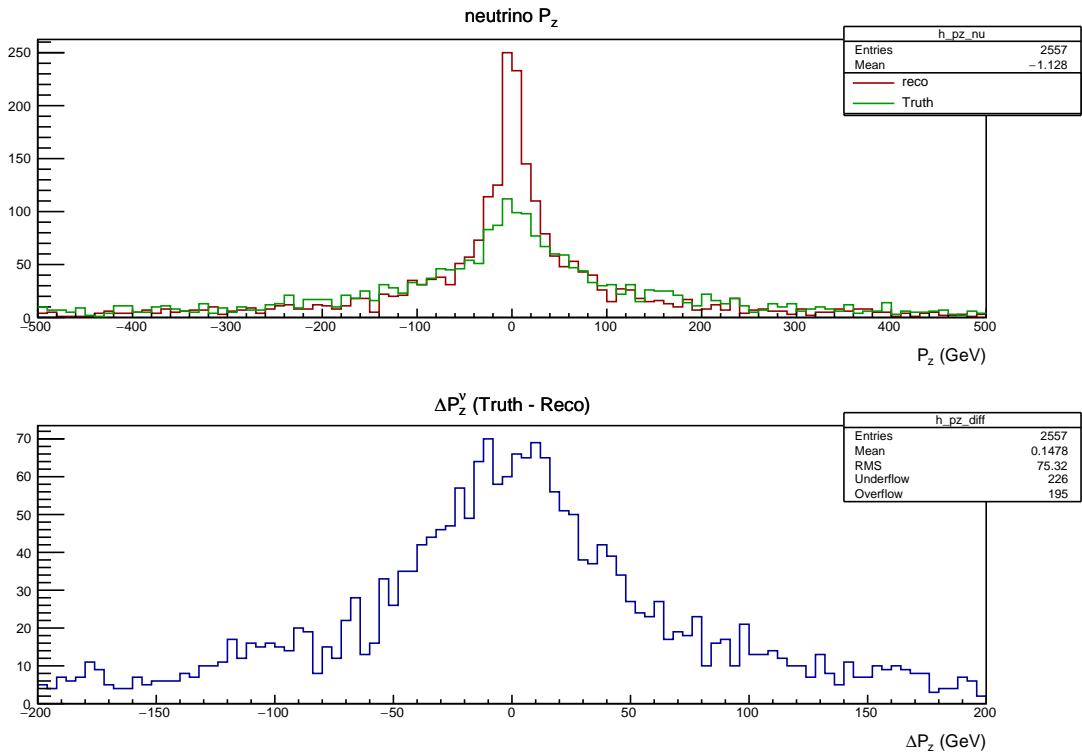 neutrino P_z
h_pz_nu
Entries 2557
Mean −1.128
reco
Truth
250
200
150
100
50
0
−500 −400 −300 −200 −100 0 100 200 300 400 500
P_z (GeV)
ΔP_z^ν (Truth - Reco)
h_pz_diff
Entries 2557
Mean 0.1478
RMS 75.32
Underflow 226
Overflow 195
70
60
50
40
30
20
10
0
−200 −150 −100 −50 0 50 100 150 200
ΔP_z (GeV)